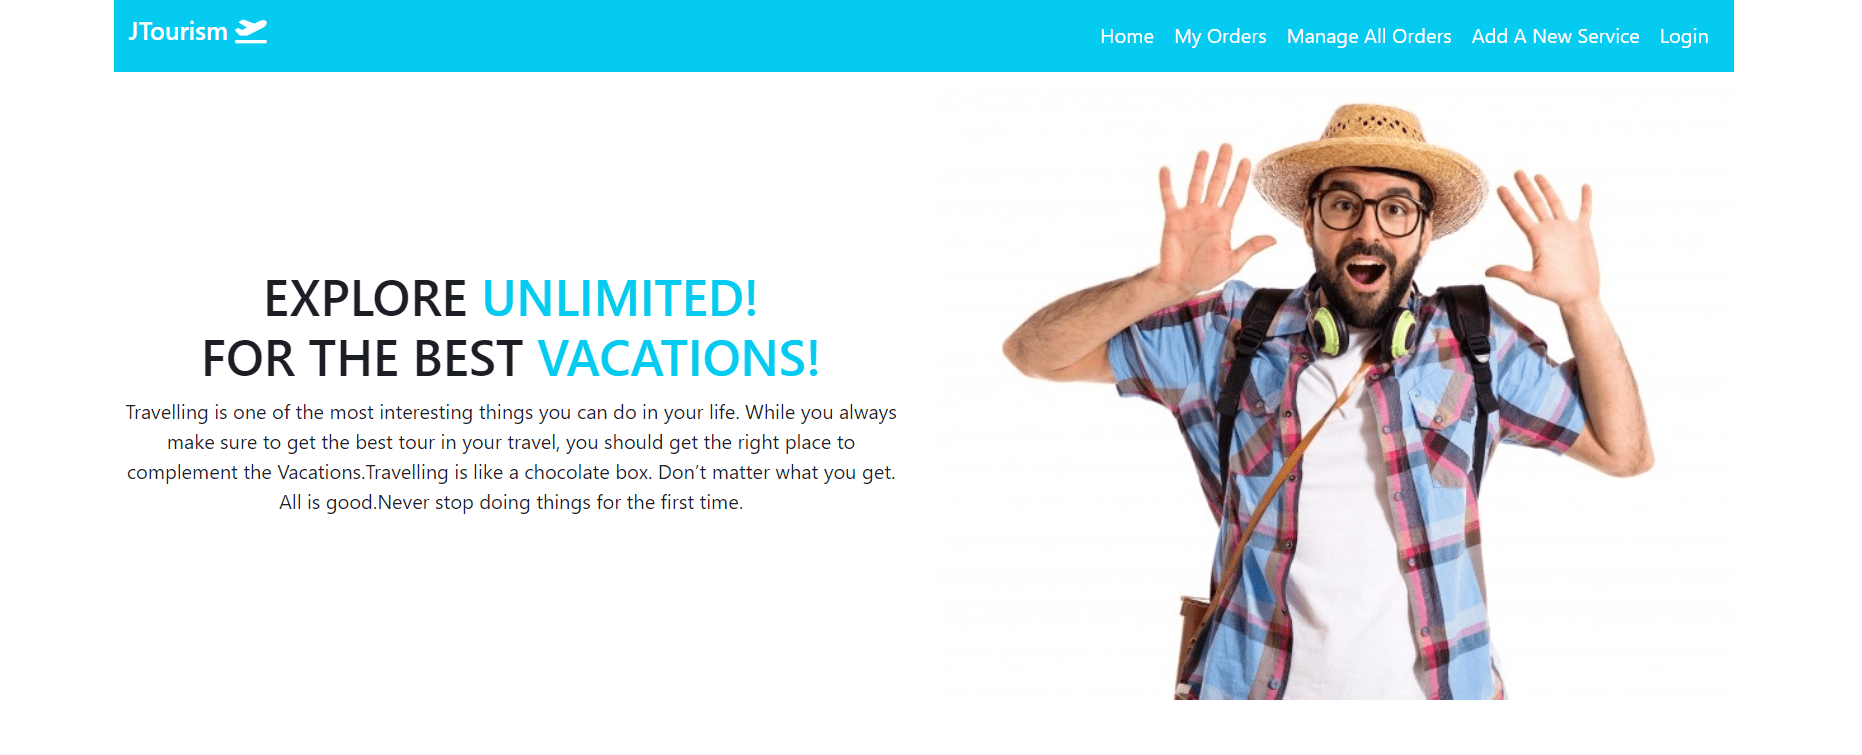 JTourism
Home My Orders Manage All Orders Add A New Service Login
EXPLORE UNLIMITED!
FOR THE BEST VACATIONS!
Travelling is one of the most interesting things you can do in your life. While you always
make sure to get the best tour in your travel, you should get the right place to
complement the Vacations.Travelling is like a chocolate box. Don’t matter what you get.
All is good.Never stop doing things for the first time.